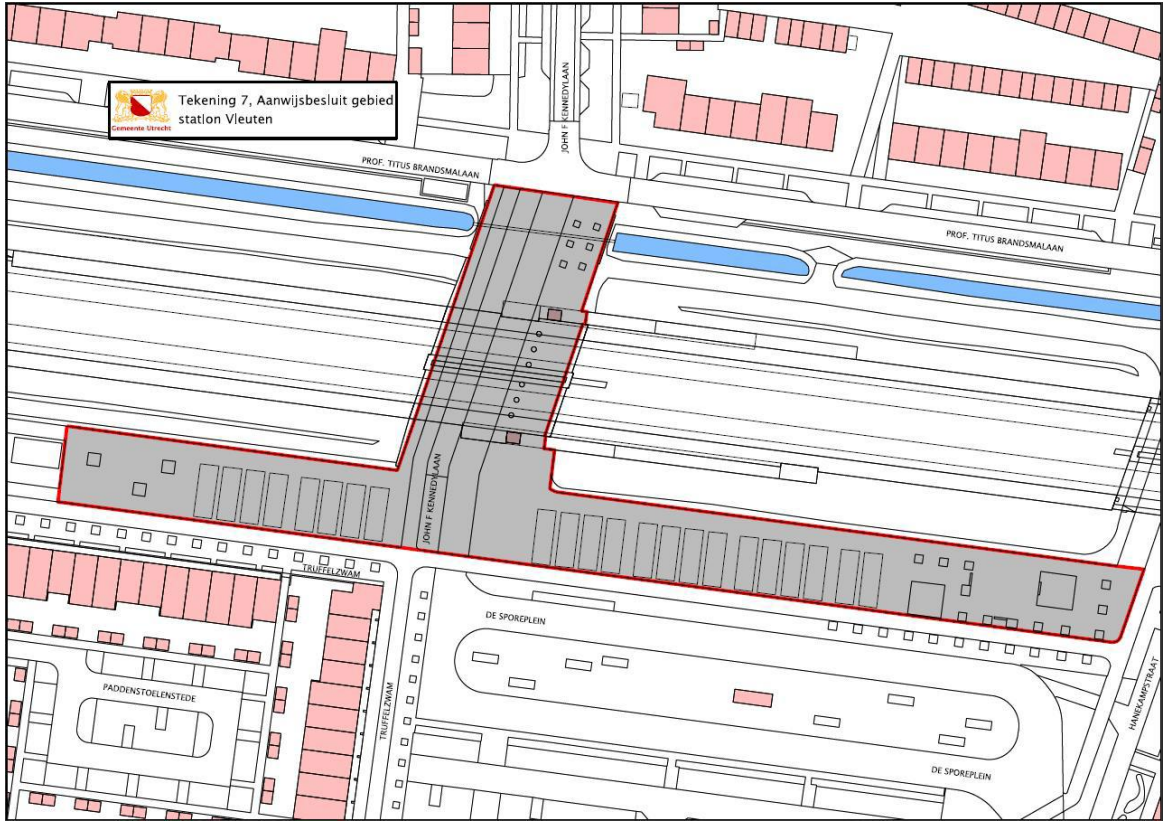 Tekening 7, Aanwijsbesluit gebied
station Vleuten
Gemeente Utrecht
JOHN F KENNEDYLAAN
PROF. TITUS BRANDSMALAAN
PROF. TITUS BRANDSMALAAN
JOHN F KENNEDYLAAN
TRUFFELZWAM
DE SPOREPLEIN
PADDENSTOELENSTEDE
TRUFFELZWAM
HANEKAMPSTRAAT
DE SPOREPLEIN